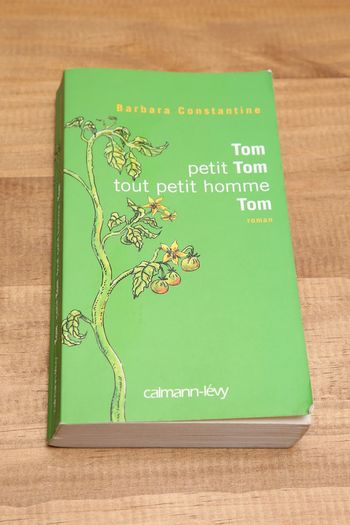 Barbara Constantine
Tom
petit Tom
tout petit homme
Tom
roman
calmann-lévy